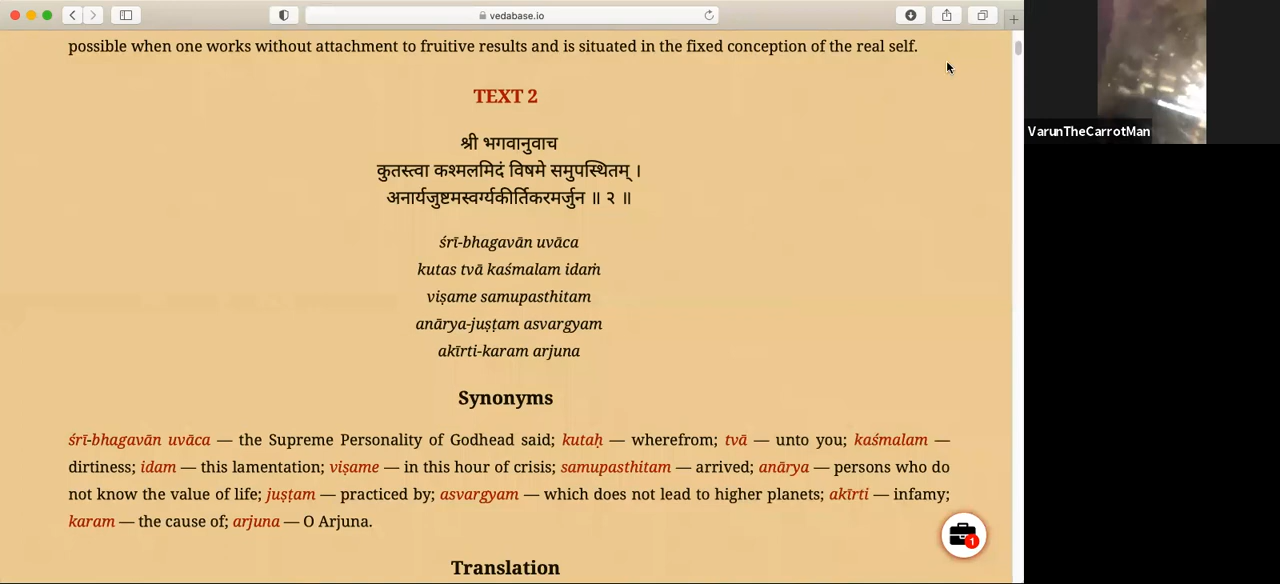 vedabase.io
possible when one works without attachment to fruitive results and is situated in the fixed conception of the real self.
TEXT 2
श्री भगवानुवाच
कुतस्त्वा कश्मलमिदं विषमे समुपस्थितम् ।
अनार्यजुष्टमस्वर्ग्यकीर्तिकरमर्जुन ॥ २ ॥
śrī-bhagavān uvāca
kutas tvā kaśmalam idaṁ
viṣame samupasthitam
anārya-juṣṭam asvargyam
akīrti-karam arjuna
Synonyms
śrī-bhagavān uvāca — the Supreme Personality of Godhead said; kutaḥ — wherefrom; tvā — unto you; kaśmalam —
dirtiness; idam — this lamentation; viṣame — in this hour of crisis; samupasthitam — arrived; anārya — persons who do
not know the value of life; juṣṭam — practiced by; asvargyam — which does not lead to higher planets; akīrti — infamy;
karam — the cause of; arjuna — O Arjuna.
1
Translation
VarunTheCarrotMan